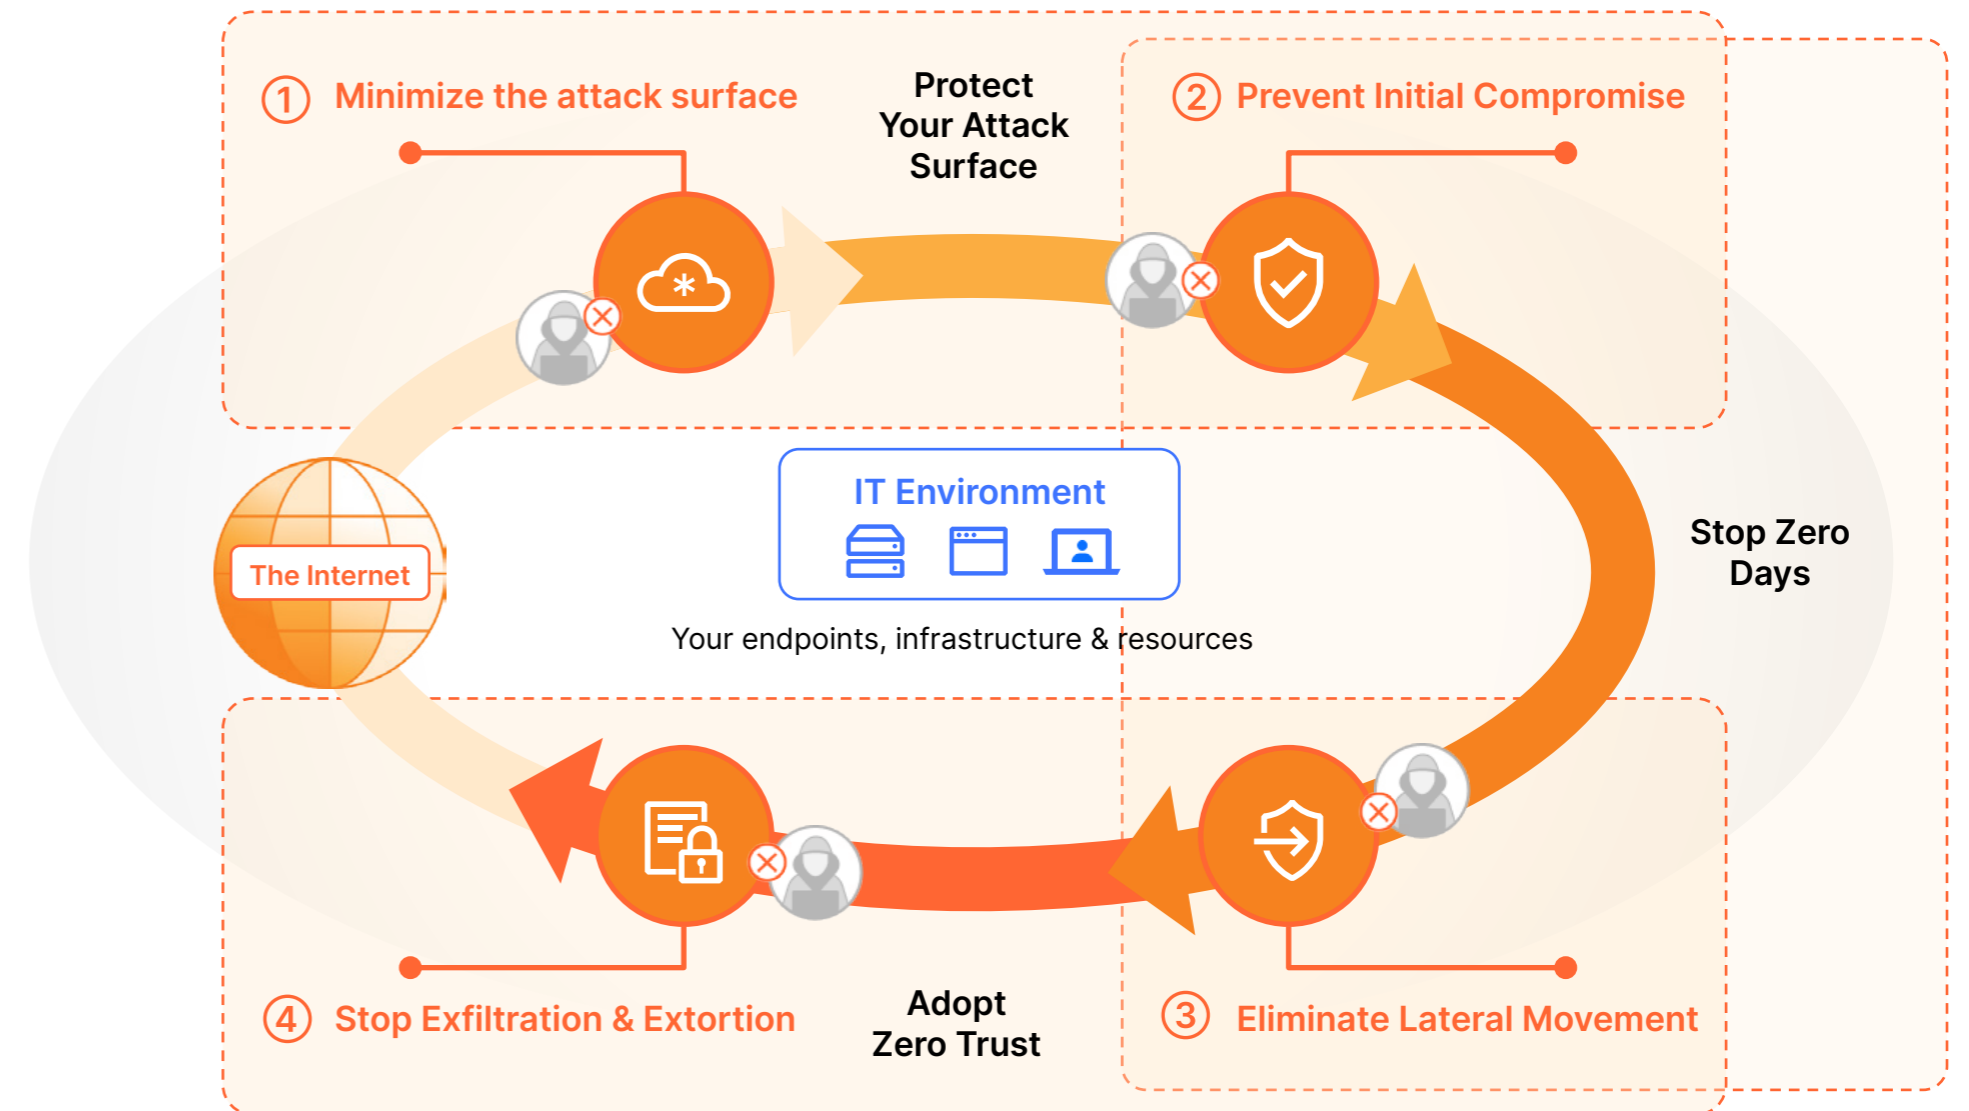 ① Minimize the attack surface
Protect
Your Attack
Surface
② Prevent Initial Compromise
IT Environment
Your endpoints, infrastructure & resources
The Internet
Stop Zero
Days
④ Stop Exfiltration & Extortion
Adopt
Zero Trust
③ Eliminate Lateral Movement